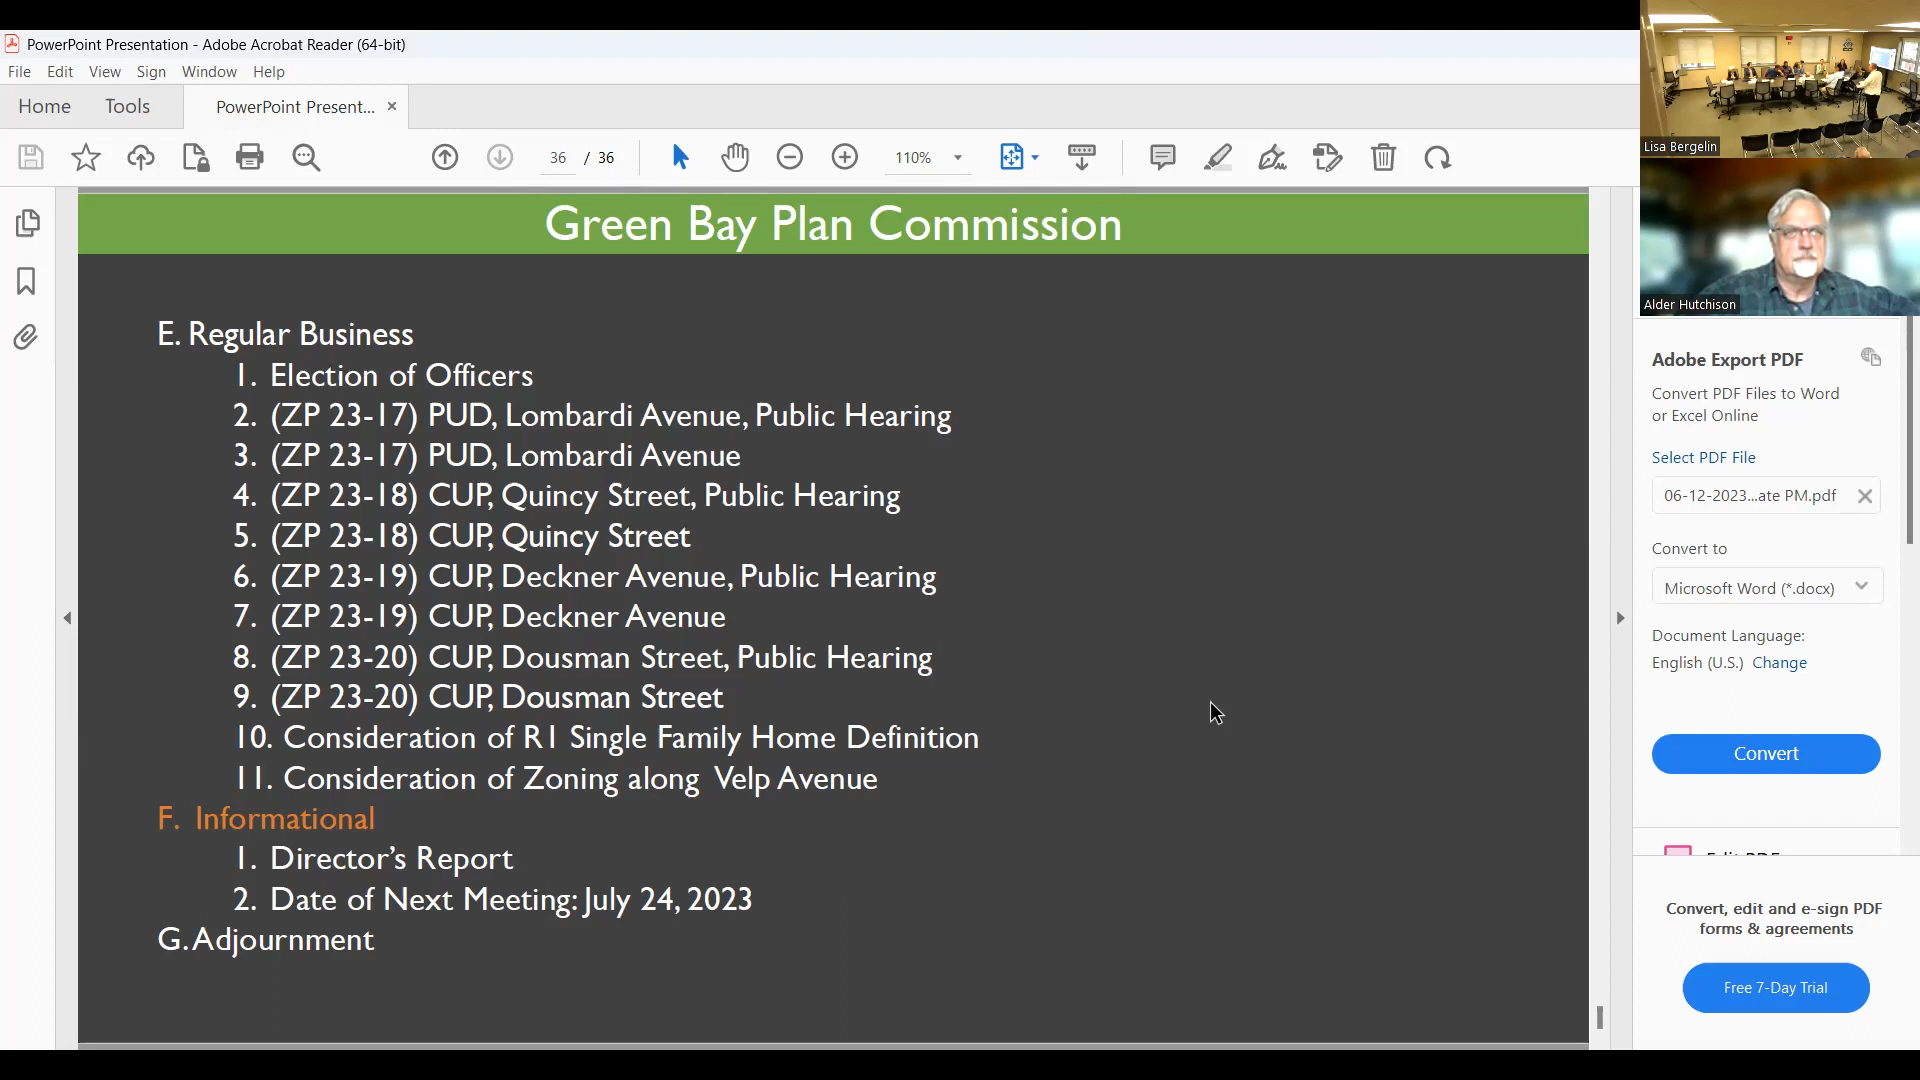 PowerPoint Presentation - Adobe Acrobat Reader (64-bit)
File Edit View Sign Window Help
Home Tools PowerPoint Present... ×
36 / 36 110%
Lisa Bergelin
Alder Hutchison
Green Bay Plan Commission
E. Regular Business
1. Election of Officers
2. (ZP 23-17) PUD, Lombardi Avenue, Public Hearing
3. (ZP 23-17) PUD, Lombardi Avenue
4. (ZP 23-18) CUP, Quincy Street, Public Hearing
5. (ZP 23-18) CUP, Quincy Street
6. (ZP 23-19) CUP, Deckner Avenue, Public Hearing
7. (ZP 23-19) CUP, Deckner Avenue
8. (ZP 23-20) CUP, Dousman Street, Public Hearing
9. (ZP 23-20) CUP, Dousman Street
10. Consideration of R1 Single Family Home Definition
11. Consideration of Zoning along Velp Avenue
F. Informational
1. Director's Report
2. Date of Next Meeting: July 24, 2023
G. Adjournment
Adobe Export PDF
Convert PDF Files to Word
or Excel Online
Select PDF File
06-12-2023...ate PM.pdf
Convert to
Microsoft Word (*.docx)
Document Language:
English (U.S.) Change
Convert
Edit PDF
Convert, edit and e-sign PDF
forms & agreements
Free 7-Day Trial